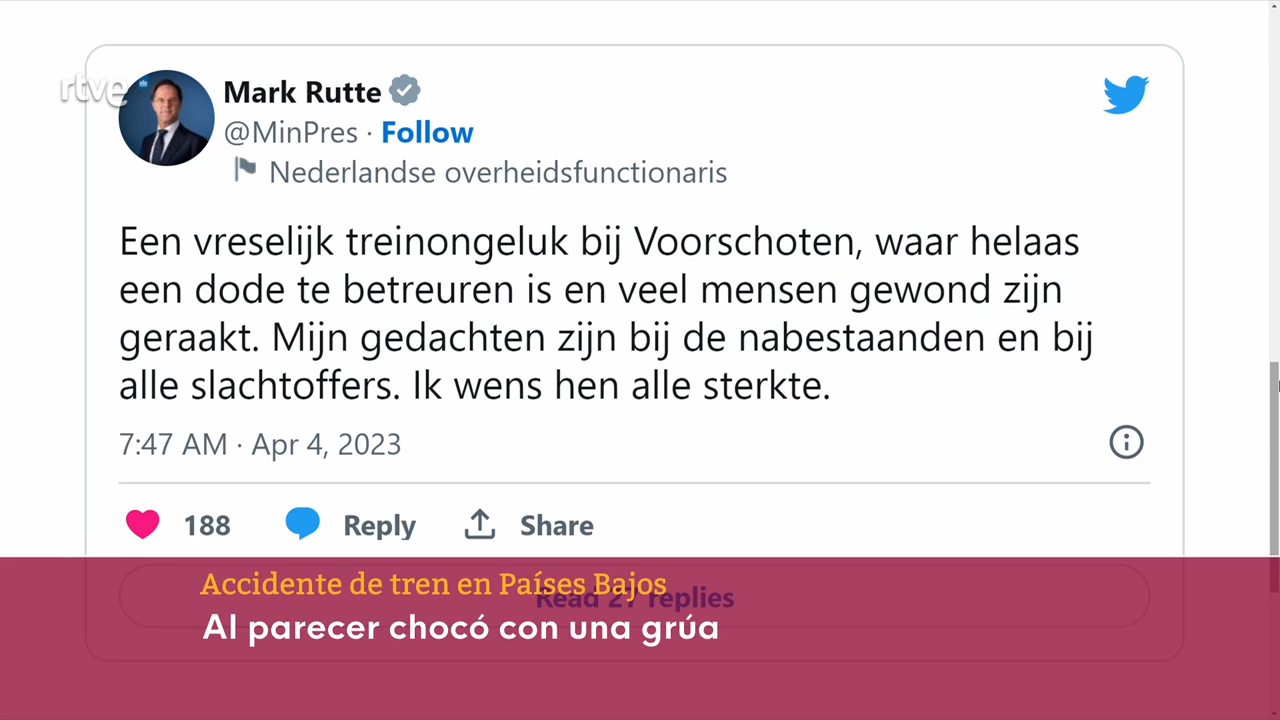 rtve
Mark Rutte
@MinPres · Follow
Nederlandse overheidsfunctionaris
Een vreselijk treinongeluk bij Voorschoten, waar helaas
een dode te betreuren is en veel mensen gewond zijn
geraakt. Mijn gedachten zijn bij de nabestaanden en bij
alle slachtoffers. Ik wens hen alle sterkte.
7:47 AM · Apr 4, 2023
188 Reply Share
Accidente de tren en Países Bajos
Read 27 replies
Al parecer chocó con una grúa